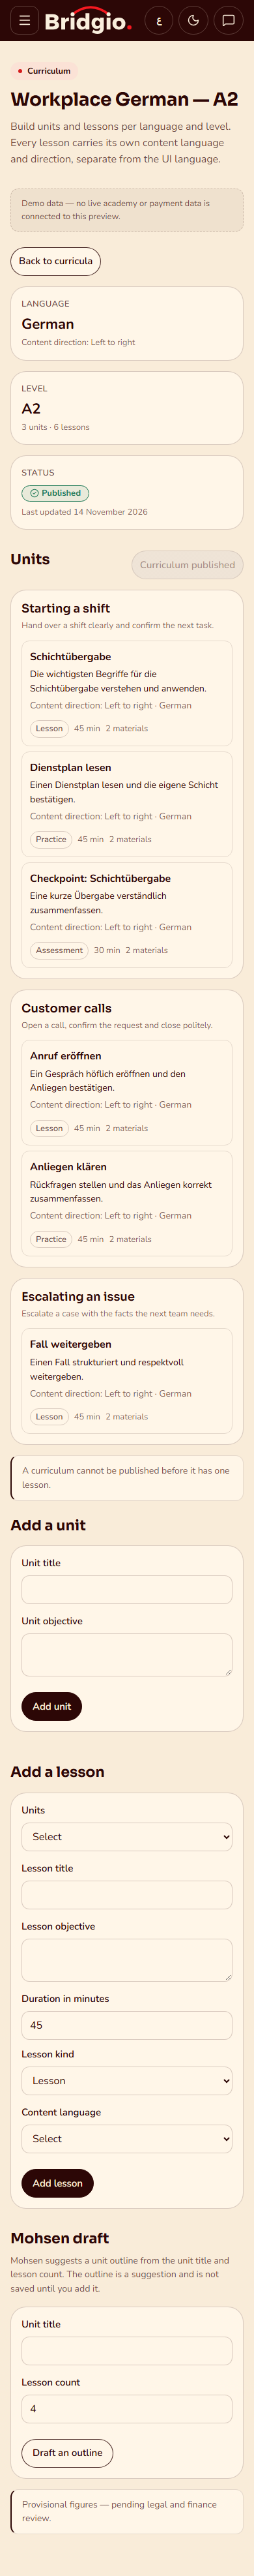 Bridgio.
ع
Curriculum
Workplace German — A2
Build units and lessons per language and level.
Every lesson carries its own content language
and direction, separate from the UI language.
Demo data — no live academy or payment data is
connected to this preview.
Back to curricula
LANGUAGE
German
Content direction: Left to right
LEVEL
A2
3 units · 6 lessons
STATUS
Published
Last updated 14 November 2026
Units
Curriculum published
Starting a shift
Hand over a shift clearly and confirm the next task.
Schichtübergabe
Die wichtigsten Begriffe für die
Schichtübergabe verstehen und anwenden.
Content direction: Left to right · German
Lesson 45 min 2 materials
Dienstplan lesen
Einen Dienstplan lesen und die eigene Schicht
bestätigen.
Content direction: Left to right · German
Practice 45 min 2 materials
Checkpoint: Schichtübergabe
Eine kurze Übergabe verständlich
zusammenfassen.
Content direction: Left to right · German
Assessment 30 min 2 materials
Customer calls
Open a call, confirm the request and close politely.
Anruf eröffnen
Ein Gespräch höflich eröffnen und den
Anliegen bestätigen.
Content direction: Left to right · German
Lesson 45 min 2 materials
Anliegen klären
Rückfragen stellen und das Anliegen korrekt
zusammenfassen.
Content direction: Left to right · German
Practice 45 min 2 materials
Escalating an issue
Escalate a case with the facts the next team needs.
Fall weitergeben
Einen Fall strukturiert und respektvoll
weitergeben.
Content direction: Left to right · German
Lesson 45 min 2 materials
A curriculum cannot be published before it has one
lesson.
Add a unit
Unit title
Unit objective
Add unit
Add a lesson
Units
Select
Lesson title
Lesson objective
Duration in minutes
45
Lesson kind
Lesson
Content language
Select
Add lesson
Mohsen draft
Mohsen suggests a unit outline from the unit title and
lesson count. The outline is a suggestion and is not
saved until you add it.
Unit title
Lesson count
4
Draft an outline
Provisional figures — pending legal and finance
review.